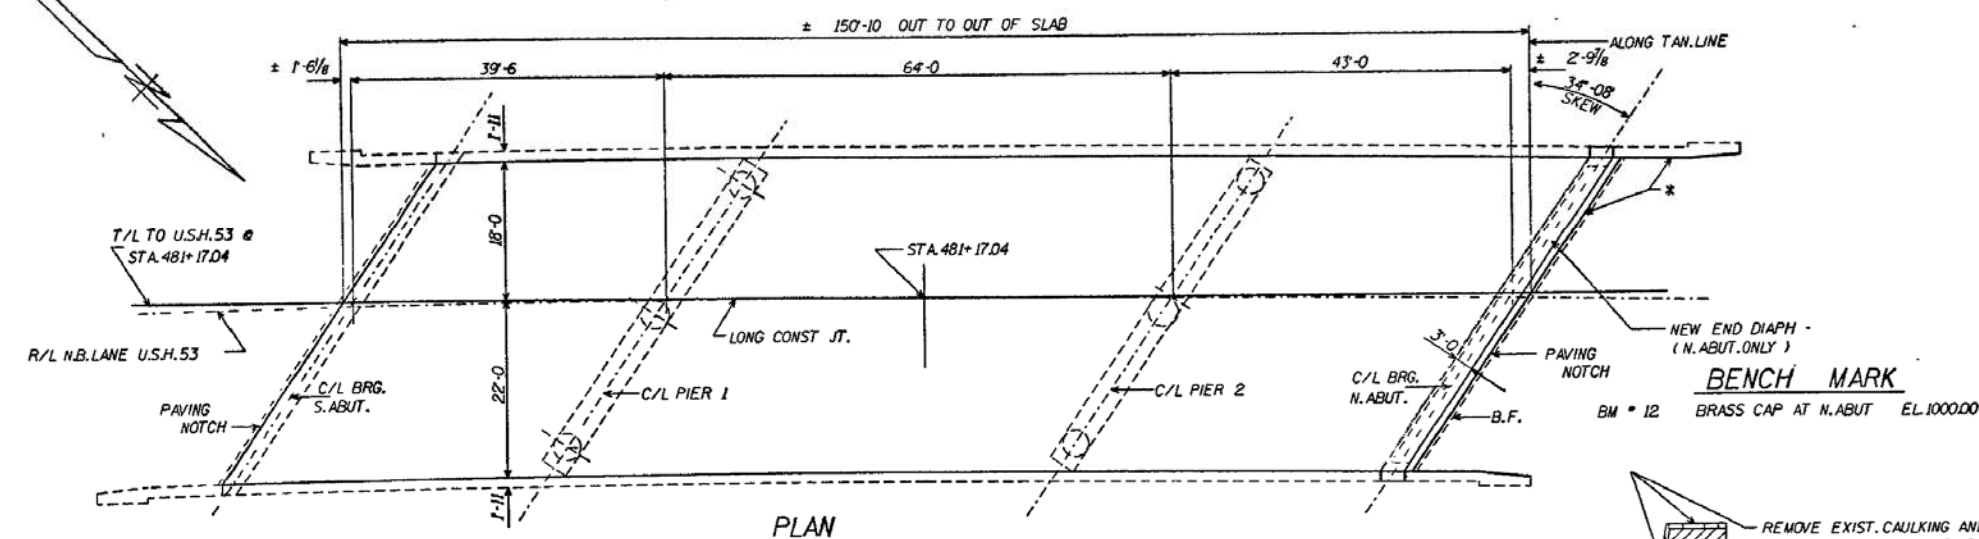 ± 150'-10 OUT TO OUT OF SLAB
ALONG TAN.LINE
± 1'-6 1/8
39'-6
64'-0
43'-0
± 2'-9 7/8
34°-08'
SKEW
1'-11
18'-0
T/L TO U.S.H.53 @
STA.481+17.04
STA.481+17.04
R/L N.B.LANE U.S.H.53
LONG CONST JT.
*
NEW END DIAPH -
( N.ABUT.ONLY )
3'-0
PAVING
NOTCH
22'-0
C/L BRG.
S.ABUT.
C/L PIER 1
C/L PIER 2
C/L BRG.
N.ABUT.
BENCH MARK
PAVING
NOTCH
B.F.
BM • 12 BRASS CAP AT N.ABUT EL.1000.00
1'-11
PLAN
REMOVE EXIST.CAULKING